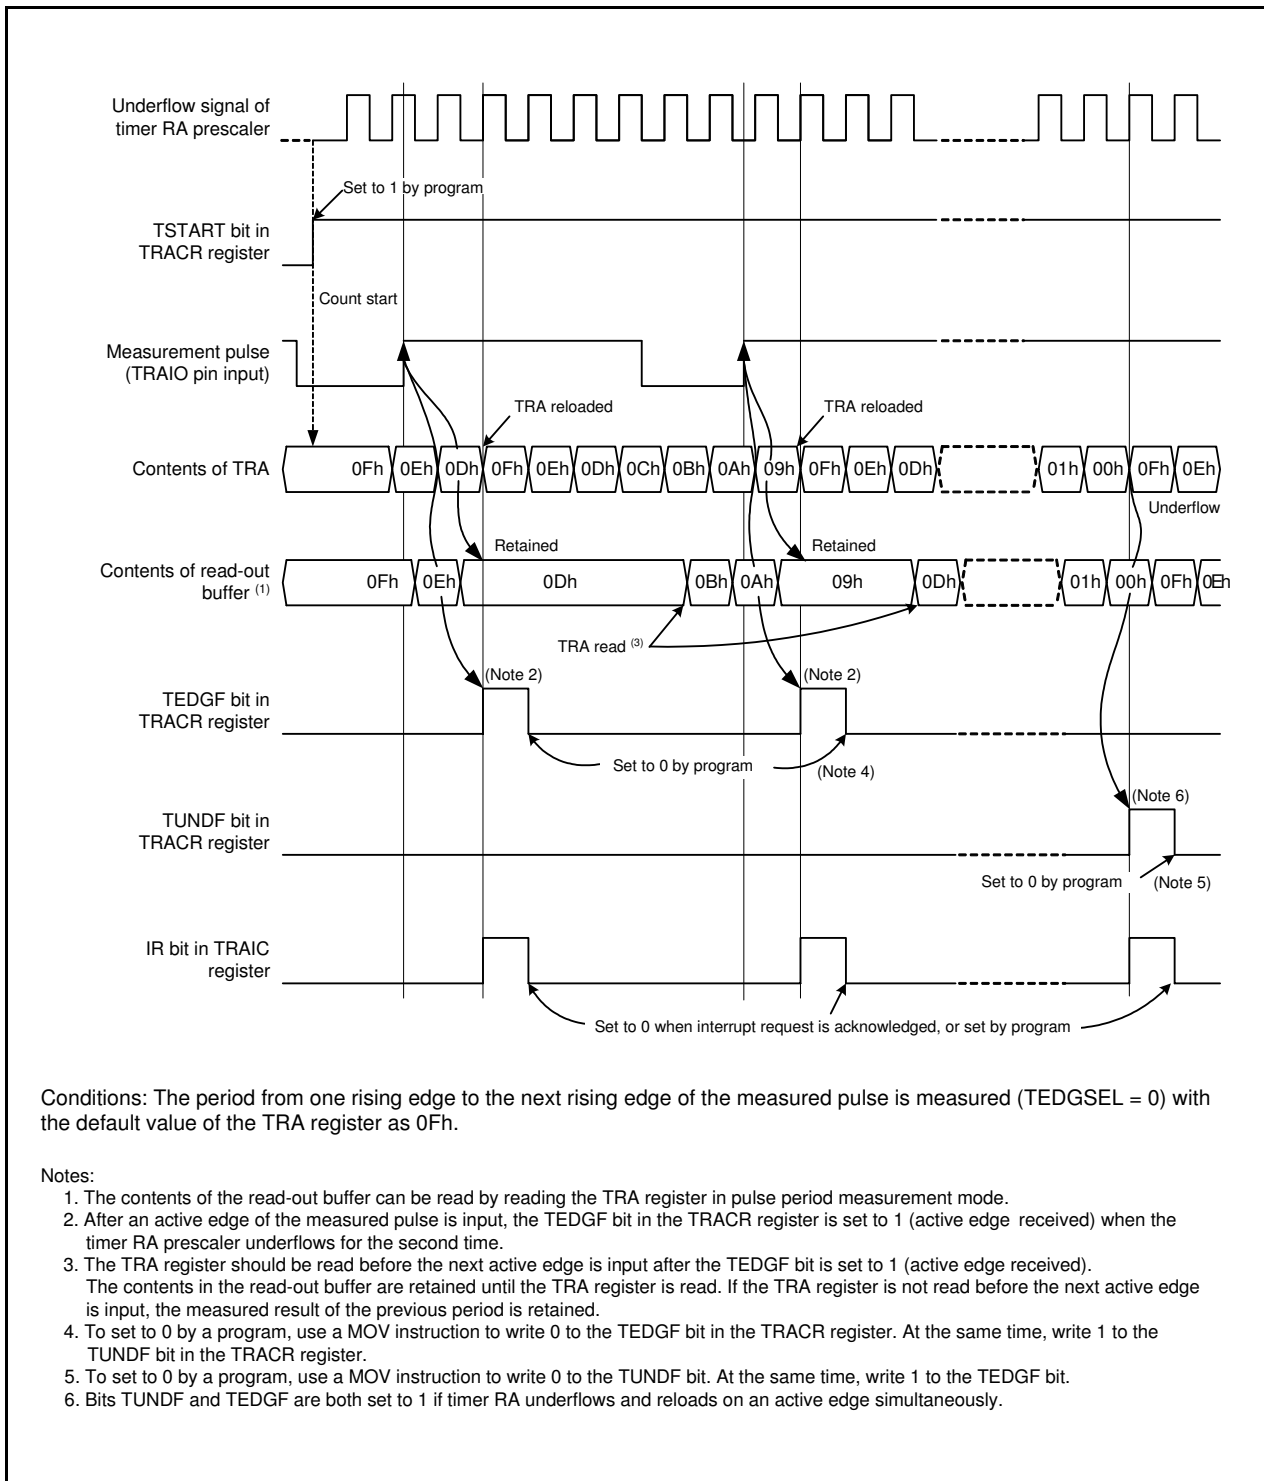 Underflow signal of
timer RA prescaler
Set to 1 by program
TSTART bit in
TRACR register
Count start
Measurement pulse
(TRAIO pin input)
TRA reloaded
TRA reloaded
Contents of TRA
0Fh 0Eh 0Dh 0Fh 0Eh 0Dh 0Ch 0Bh 0Ah 09h 0Fh 0Eh 0Dh 01h 00h 0Fh 0Eh
Underflow
Retained
Retained
Contents of read-out
buffer (1)
0Fh 0Eh 0Dh 0Bh 0Ah 09h 0Dh 01h 00h 0Fh 0Eh
TRA read (3)
(Note 2)
(Note 2)
TEDGF bit in
TRACR register
Set to 0 by program
(Note 4)
(Note 6)
TUNDF bit in
TRACR register
Set to 0 by program
(Note 5)
IR bit in TRAIC
register
Set to 0 when interrupt request is acknowledged, or set by program
Conditions: The period from one rising edge to the next rising edge of the measured pulse is measured (TEDGSEL = 0) with
the default value of the TRA register as 0Fh.
Notes:
1. The contents of the read-out buffer can be read by reading the TRA register in pulse period measurement mode.
2. After an active edge of the measured pulse is input, the TEDGF bit in the TRACR register is set to 1 (active edge received) when the
timer RA prescaler underflows for the second time.
3. The TRA register should be read before the next active edge is input after the TEDGF bit is set to 1 (active edge received).
The contents in the read-out buffer are retained until the TRA register is read. If the TRA register is not read before the next active edge
is input, the measured result of the previous period is retained.
4. To set to 0 by a program, use a MOV instruction to write 0 to the TEDGF bit in the TRACR register. At the same time, write 1 to the
TUNDF bit in the TRACR register.
5. To set to 0 by a program, use a MOV instruction to write 0 to the TUNDF bit. At the same time, write 1 to the TEDGF bit.
6. Bits TUNDF and TEDGF are both set to 1 if timer RA underflows and reloads on an active edge simultaneously.